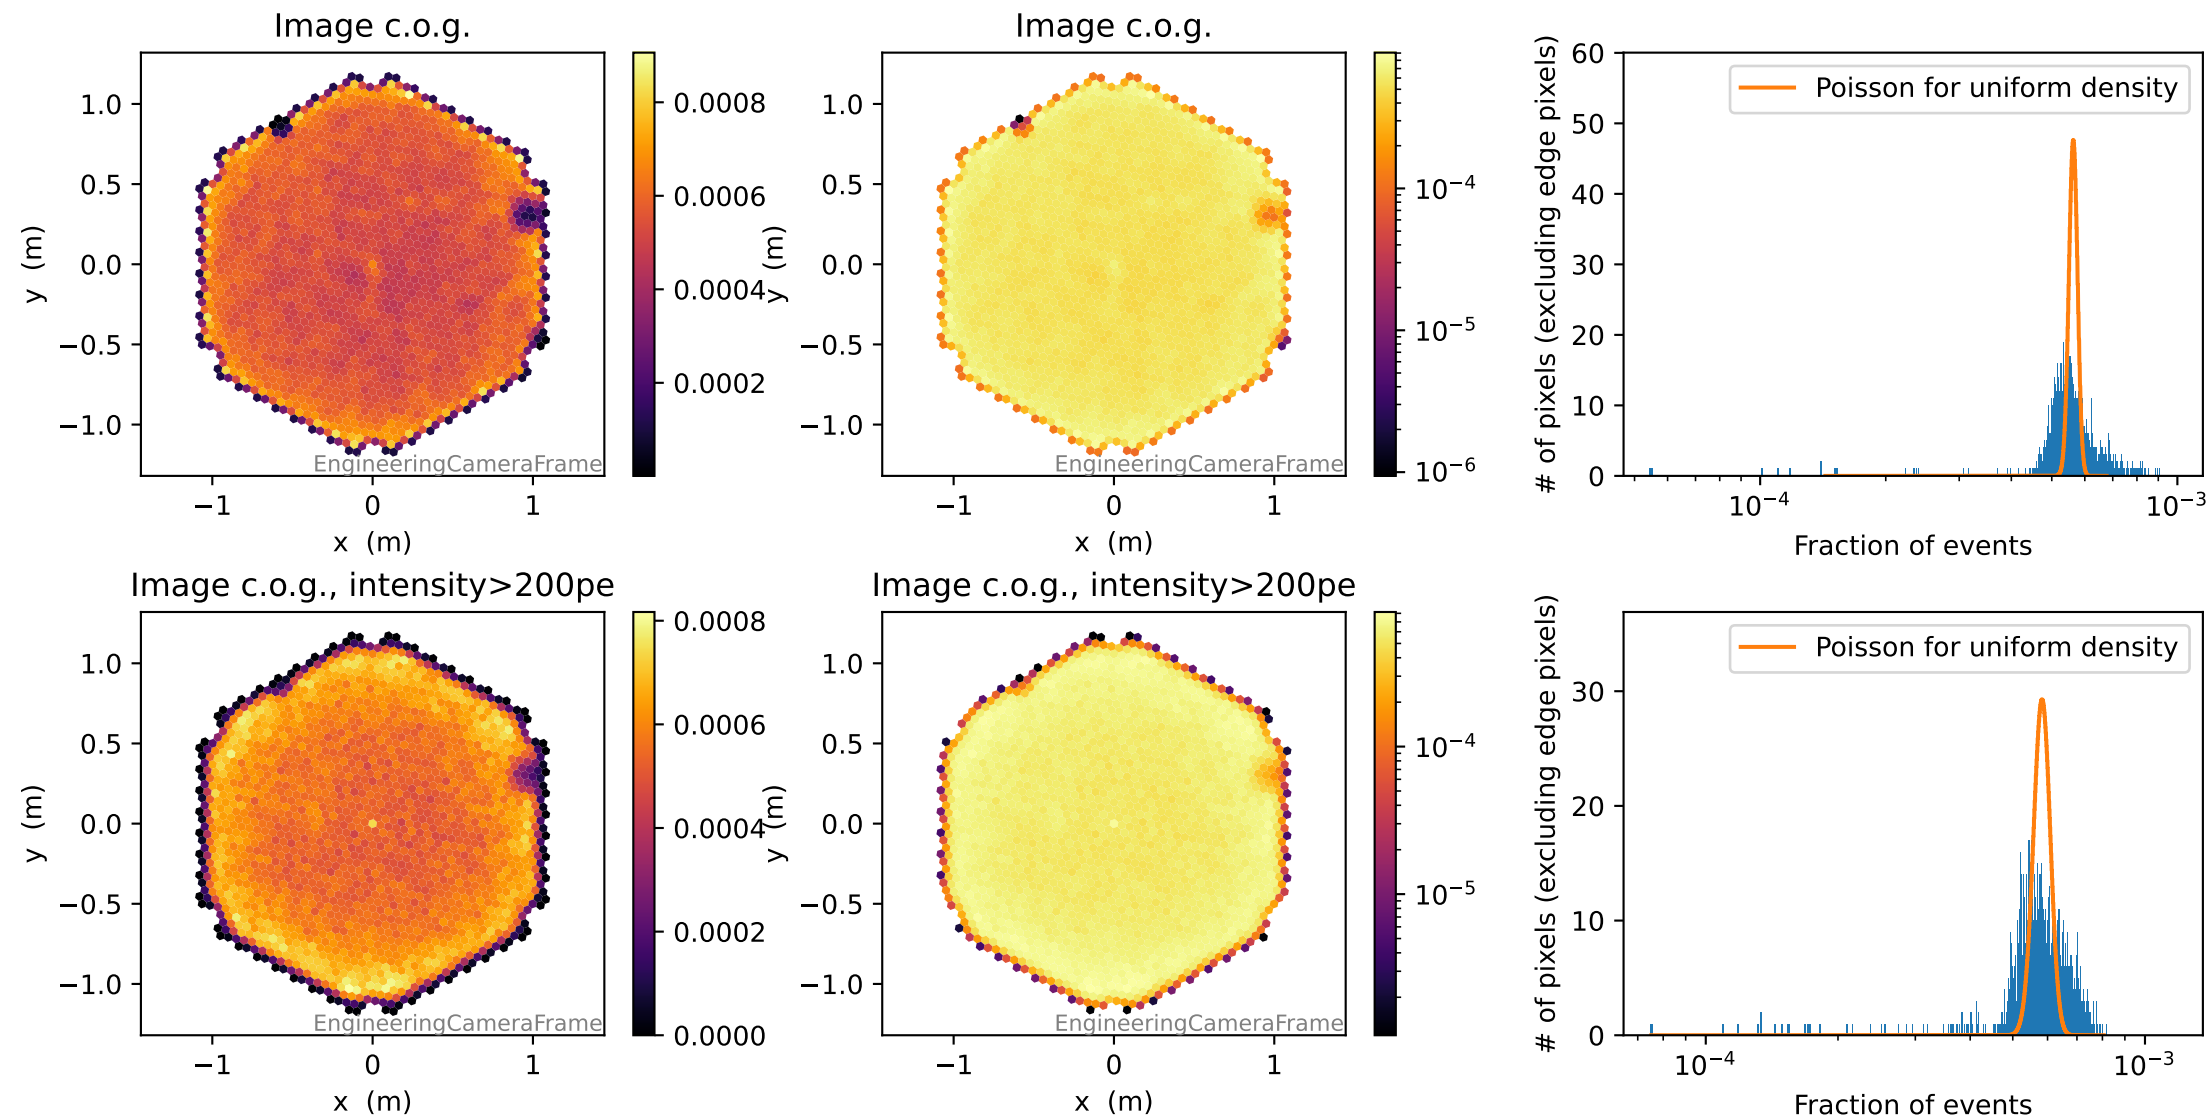 Image c.o.g.
1.0
0.5
0.0
−0.5
−1.0
y (m)
−1
0
1
x (m)
EngineeringCameraFrame
0.0008
0.0006
0.0004
0.0002
Image c.o.g.
y (m)
1.0
0.5
0.0
−0.5
−1.0
−1
0
1
x (m)
EngineeringCameraFrame
10−4
10−5
10−6
# of pixels (excluding edge pixels)
60
50
40
30
20
10
0
Poisson for uniform density
10−4
10−3
Fraction of events
Image c.o.g., intensity>200pe
1.0
0.5
0.0
−0.5
−1.0
y (m)
−1
0
1
x (m)
EngineeringCameraFrame
0.0008
0.0006
0.0004
0.0002
0.0000
Image c.o.g., intensity>200pe
y (m)
1.0
0.5
0.0
−0.5
−1.0
−1
0
1
x (m)
EngineeringCameraFrame
10−4
10−5
# of pixels (excluding edge pixels)
30
20
10
0
Poisson for uniform density
10−4
10−3
Fraction of events